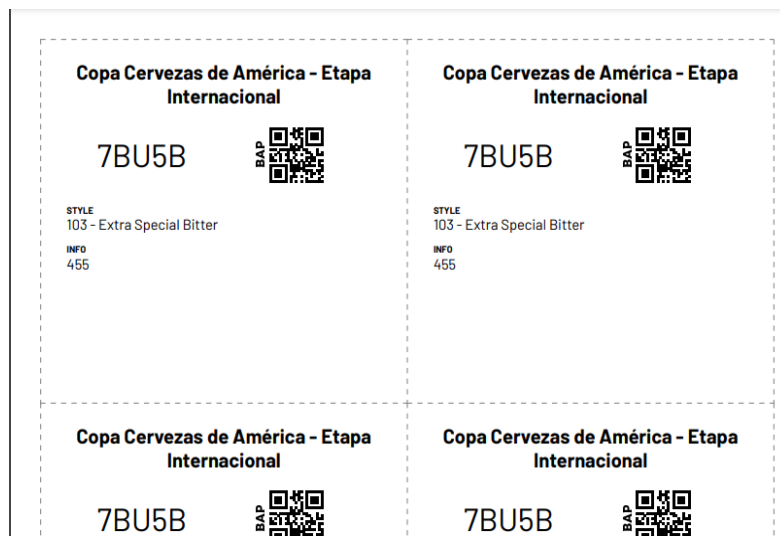 Copa Cervezas de América - Etapa
Internacional
7BU5B
BAP
STYLE
103 - Extra Special Bitter
INFO
455
Copa Cervezas de América - Etapa
Internacional
7BU5B
BAP
STYLE
103 - Extra Special Bitter
INFO
455
Copa Cervezas de América - Etapa
Internacional
7BU5B
BAP
Copa Cervezas de América - Etapa
Internacional
7BU5B
BAP